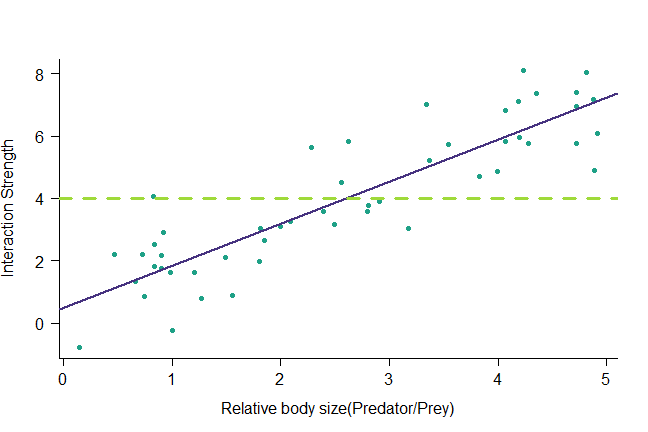 8
6
4
2
0
Interaction Strength
0 1 2 3 4 5
Relative body size(Predator/Prey)